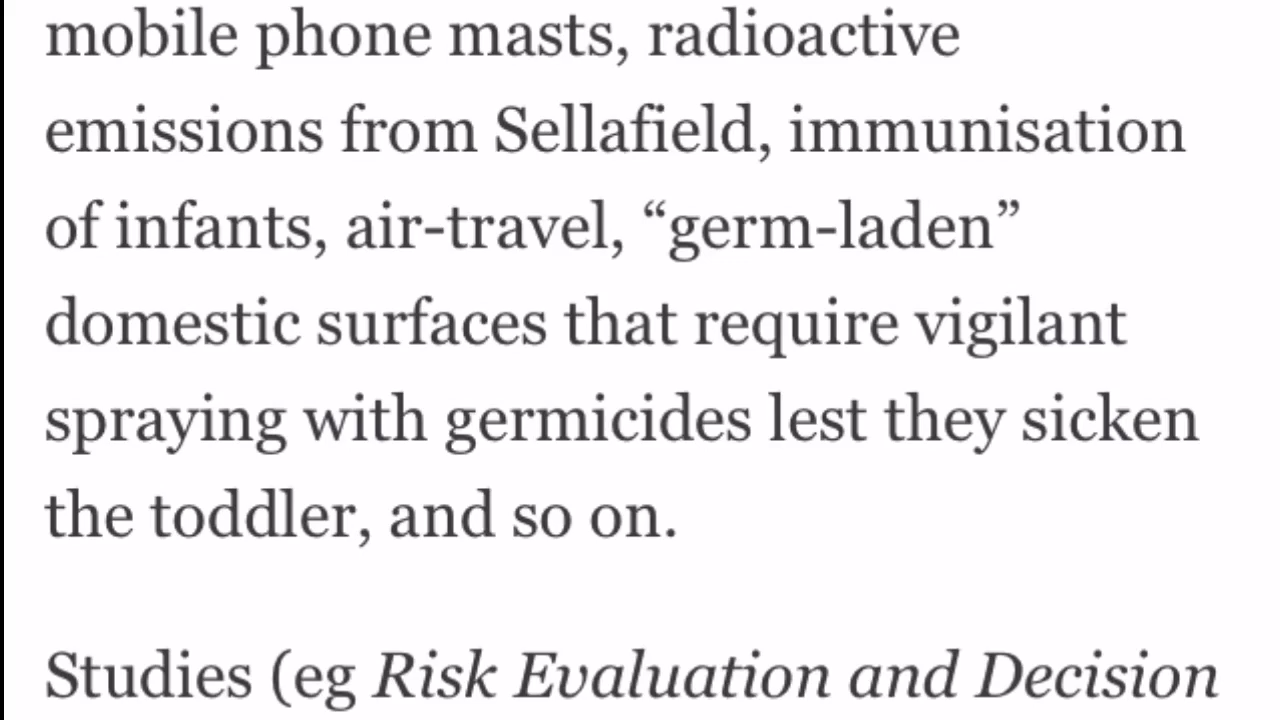 mobile phone masts, radioactive
emissions from Sellafield, immunisation
of infants, air-travel, “germ-laden”
domestic surfaces that require vigilant
spraying with germicides lest they sicken
the toddler, and so on.
Studies (eg Risk Evaluation and Decision